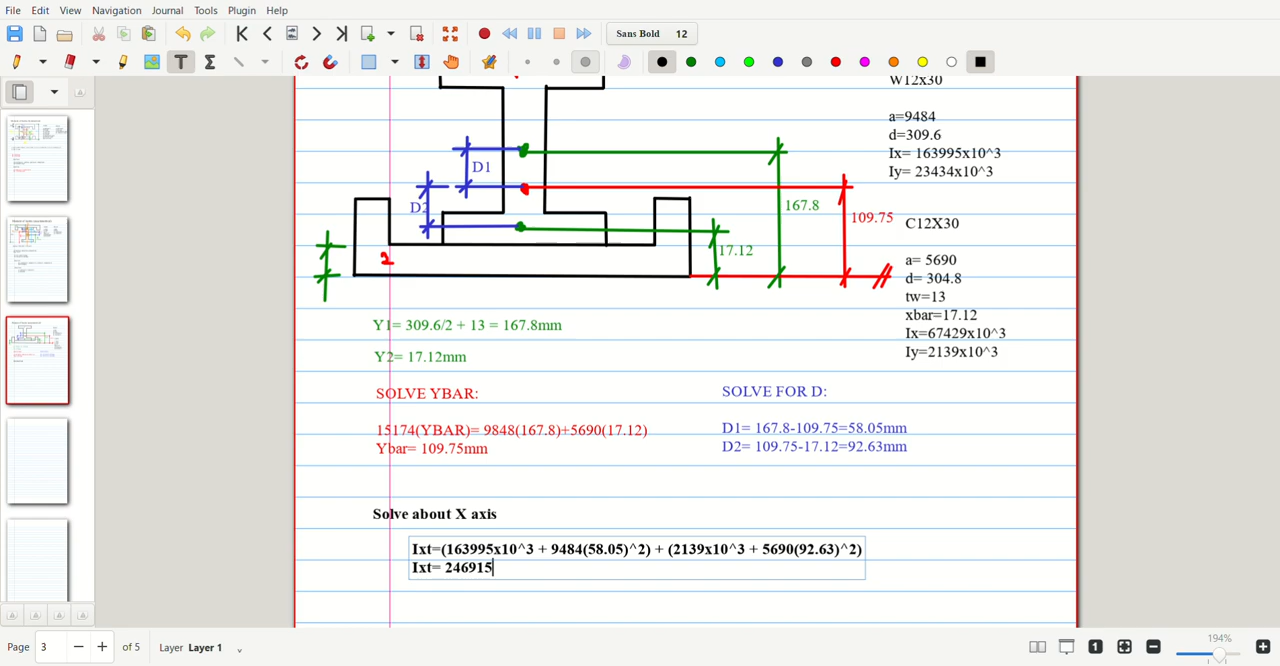 File Edit View Navigation Journal Tools Plugin Help
Sans Bold 12
W12x30
a=9484
d=309.6
Ix= 163995x10^3
Iy= 23434x10^3
D1
D2
167.8
109.75
17.12
2
C12X30
a= 5690
d= 304.8
tw=13
xbar=17.12
Ix=67429x10^3
Iy=2139x10^3
Y1= 309.6/2 + 13 = 167.8mm
Y2= 17.12mm
SOLVE YBAR:
15174(YBAR)= 9848(167.8)+5690(17.12)
Ybar= 109.75mm
SOLVE FOR D:
D1= 167.8-109.75=58.05mm
D2= 109.75-17.12=92.63mm
Solve about X axis
Ixt=(163995x10^3 + 9484(58.05)^2) + (2139x10^3 + 5690(92.63)^2)
Ixt= 246915
Page 3 of 5 Layer Layer 1
194%